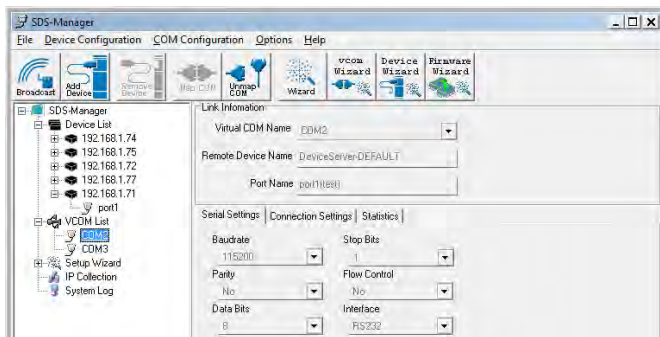 SDS-Manager
File Device Configuration COM Configuration Options Help
Broadcast
Add Device
Remove Device
Map COM
Unmap COM
Wizard
vcom Wizard
Device Wizard
Firmware Wizard
SDS-Manager
Device List
192.168.1.74
192.168.1.75
192.168.1.72
192.168.1.77
192.168.1.71
port1
VCOM List
COM2
COM3
Setup Wizard
IP Collection
System Log
Link Infomation
Virtual COM Name COM2
Remote Device Name DeviceServer-DEFAULT
Port Name port1(test)
Serial Settings Connection Settings Statistics
Baudrate Stop Bits
115200 1
Parity Flow Control
No No
Data Bits Interface
8 RS232